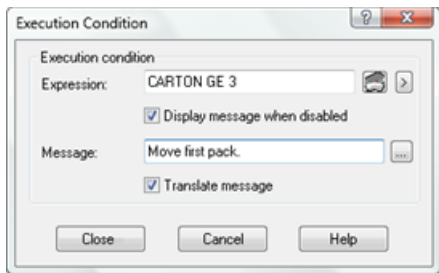 Execution Condition
Execution condition
Expression: CARTON GE 3 >
Display message when disabled
Message: Move first pack. ...
Translate message
Close Cancel Help